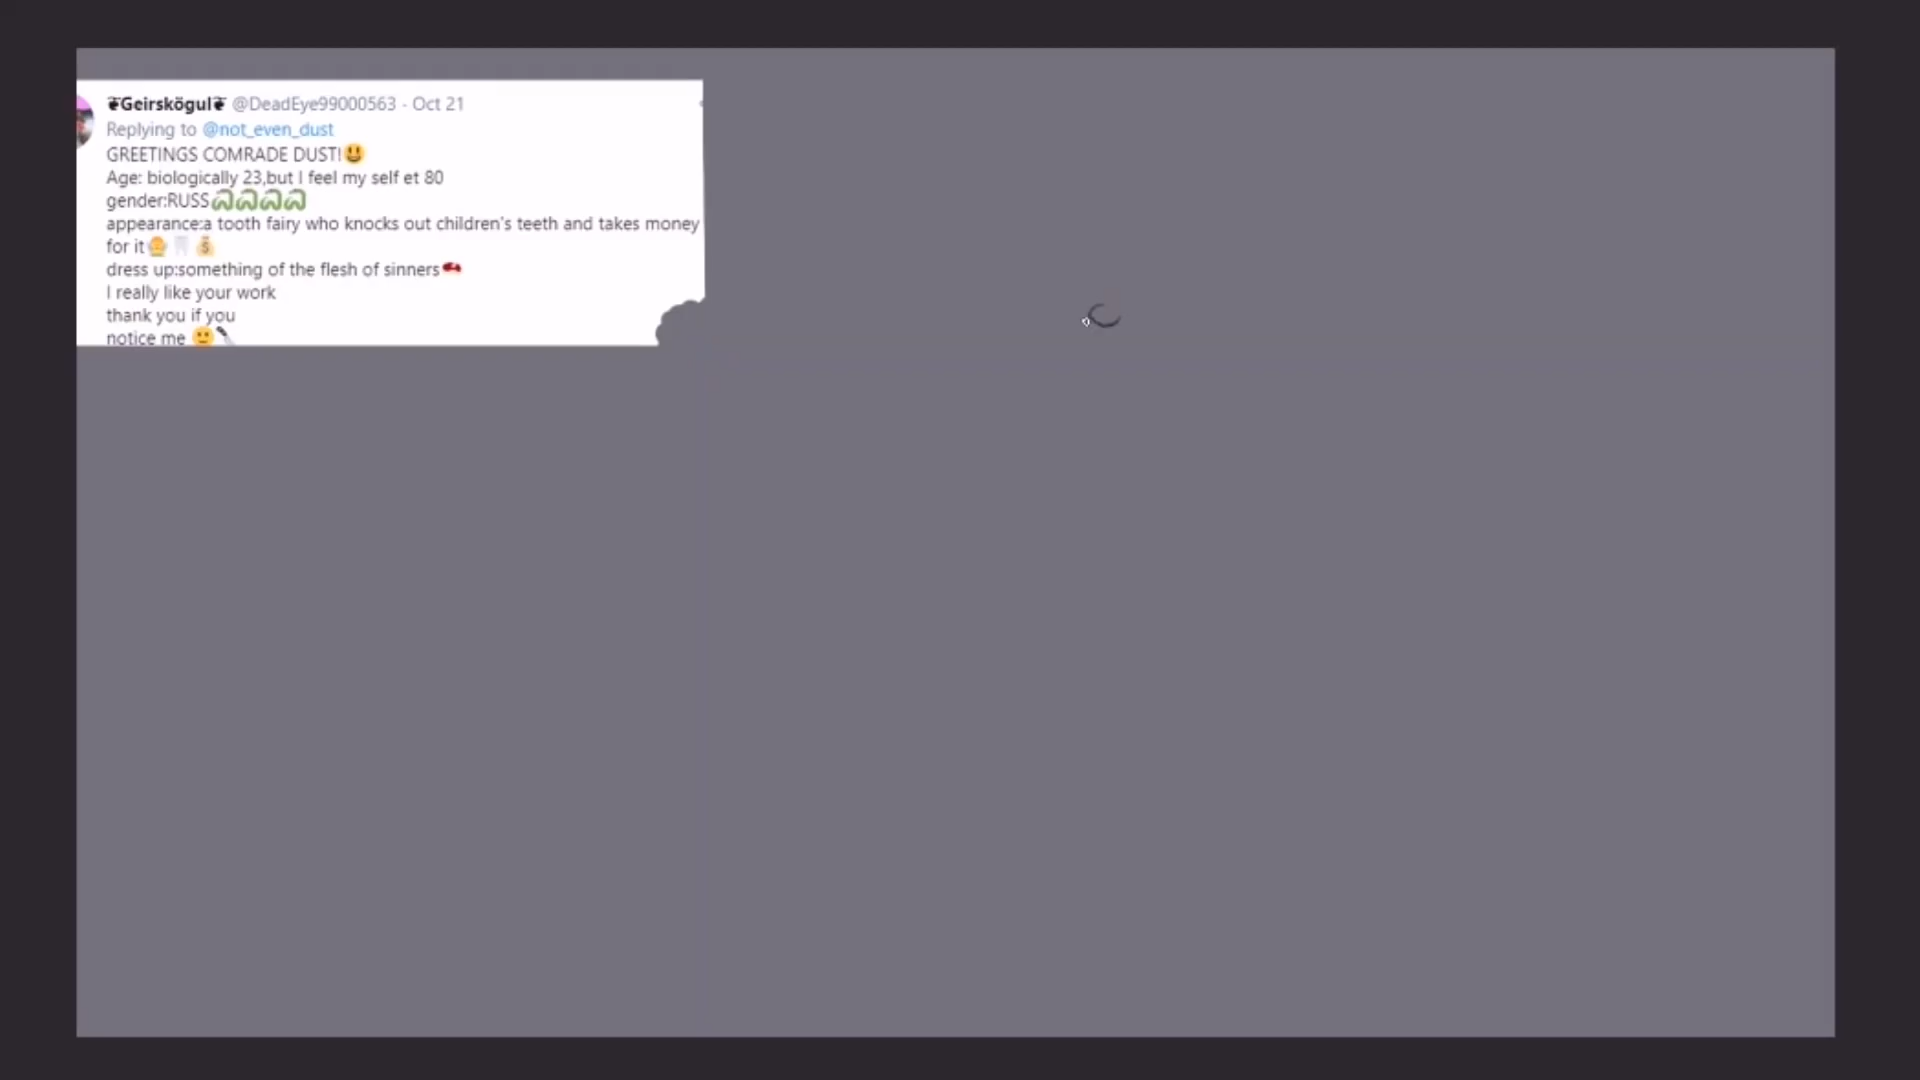 ❦Geirskögul❦ @DeadEye99000563 · Oct 21
Replying to @not_even_dust
GREETINGS COMRADE DUST!😃
Age: biologically 23,but I feel my self et 80
gender:RUSS🐍🐍🐍🐍
appearance:a tooth fairy who knocks out children's teeth and takes money
for it👵🦷💰
dress up:something of the flesh of sinners🥩
I really like your work
thank you if you
notice me 🙂🔪